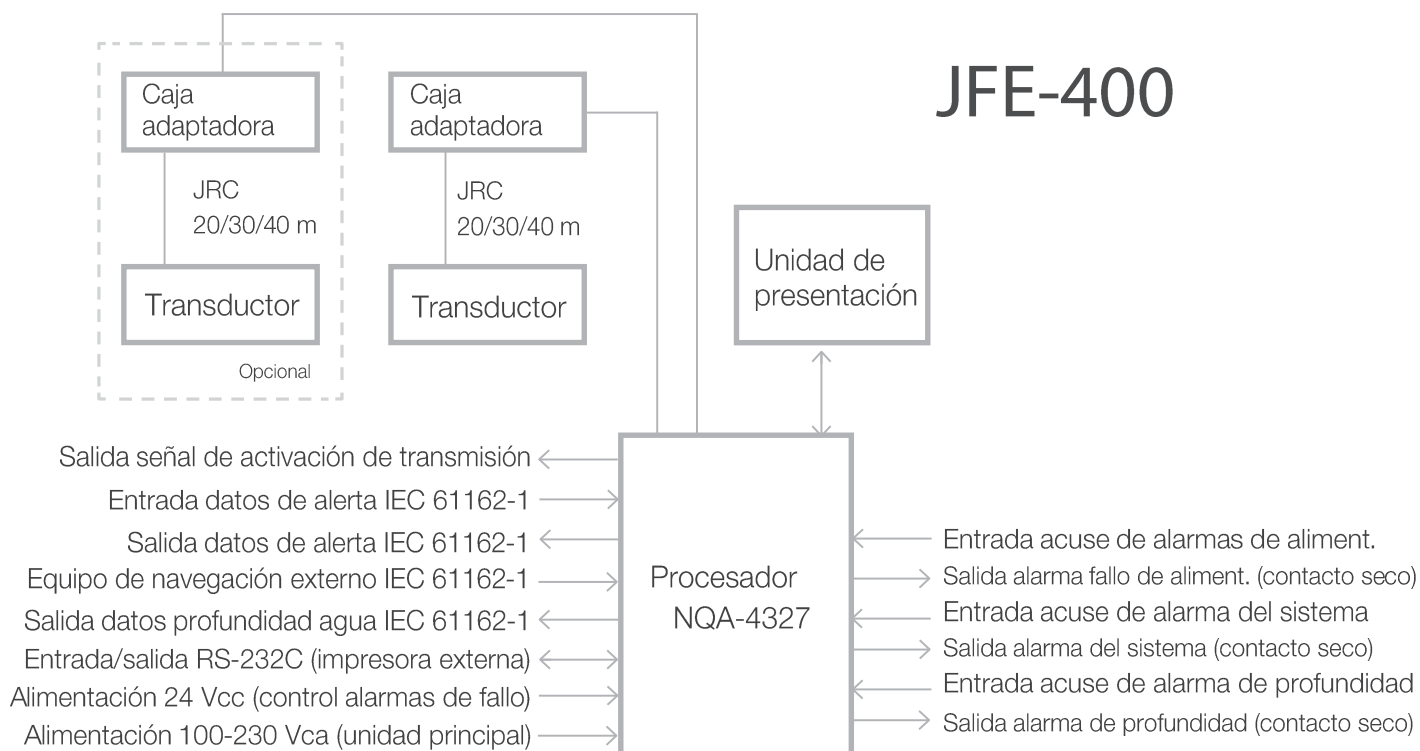 JFE-400
Caja
adaptadora
Caja
adaptadora
JRC
20/30/40 m
JRC
20/30/40 m
Transductor
Transductor
Opcional
Unidad de
presentación
Salida señal de activación de transmisión
Entrada datos de alerta IEC 61162-1
Salida datos de alerta IEC 61162-1
Equipo de navegación externo IEC 61162-1
Salida datos profundidad agua IEC 61162-1
Entrada/salida RS-232C (impresora externa)
Alimentación 24 Vcc (control alarmas de fallo)
Alimentación 100-230 Vca (unidad principal)
Procesador
NQA-4327
Entrada acuse de alarmas de aliment.
Salida alarma fallo de aliment. (contacto seco)
Entrada acuse de alarma del sistema
Salida alarma del sistema (contacto seco)
Entrada acuse de alarma de profundidad
Salida alarma de profundidad (contacto seco)